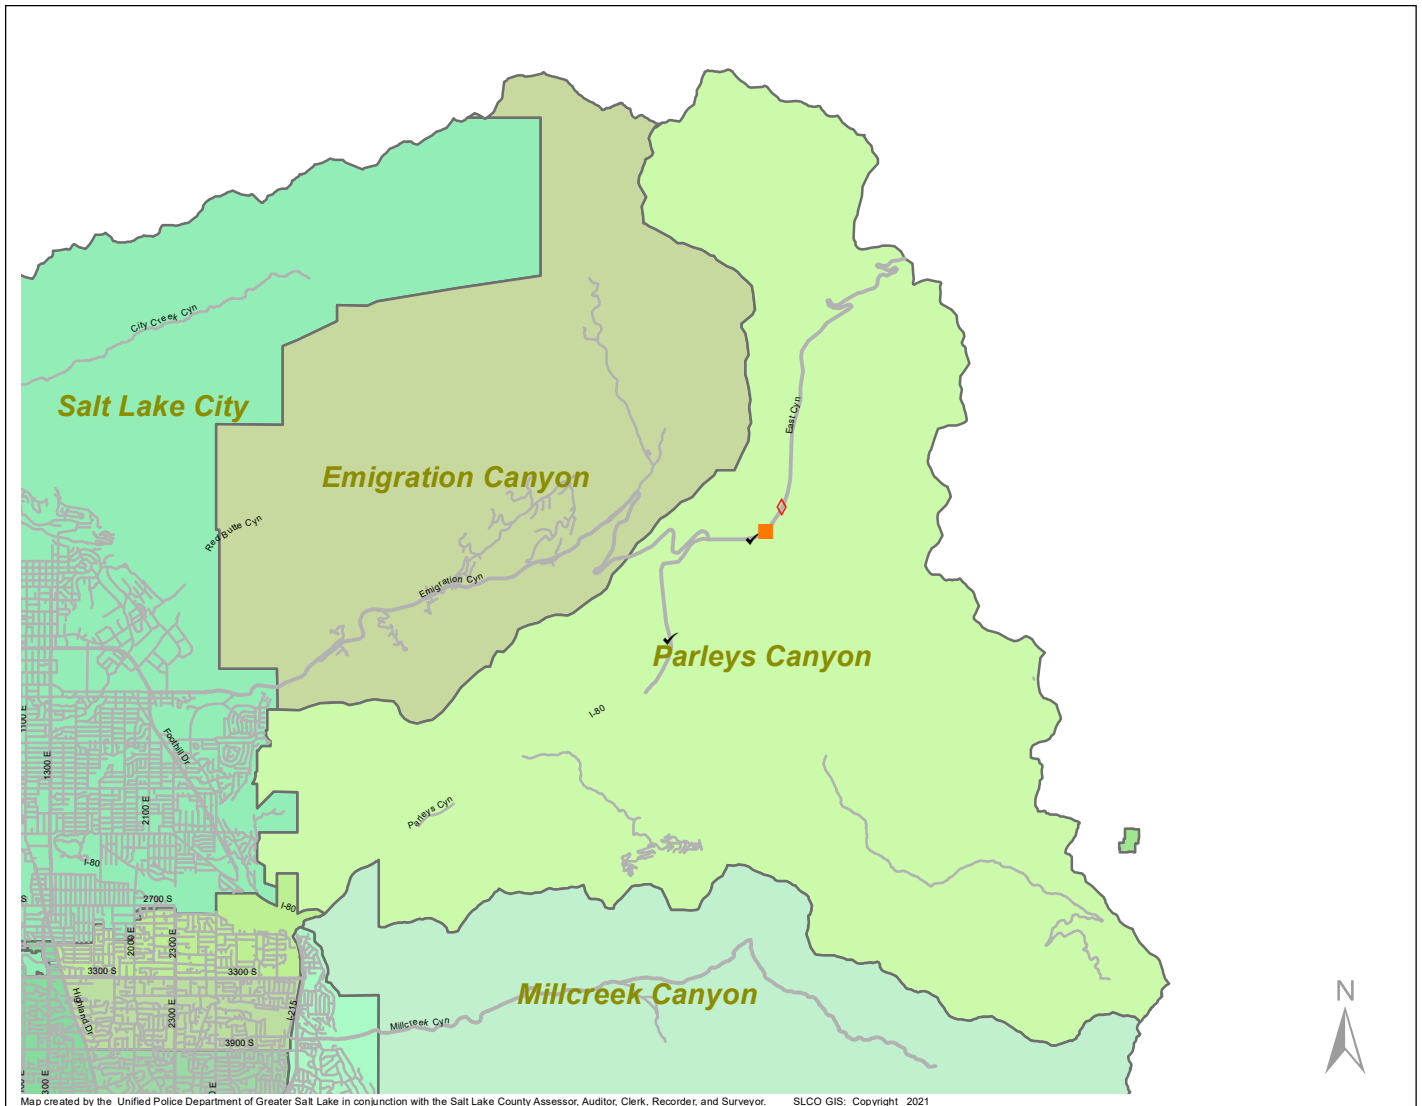 City Creek Cyn
Salt Lake City
East Cyn
Emigration Canyon
Red Butte Cyn
Emigration Cyn
Parleys Canyon
I-80
1100 E
Foothill Dr
1300 E
2100 E
Parleys Cyn
I-80
S
2700 S
I-80
2000 E
2300 E
3300 S
3300 S
Millcreek Canyon
N
Highland Dr
2300 E
I-215
Millcreek Cyn
3900 S
300 E
E
Map created by the Unified Police Department of Greater Salt Lake in conjunction with the Salt Lake County Assessor, Auditor, Clerk, Recorder, and Surveyor. SLCO GIS: Copyright 2021